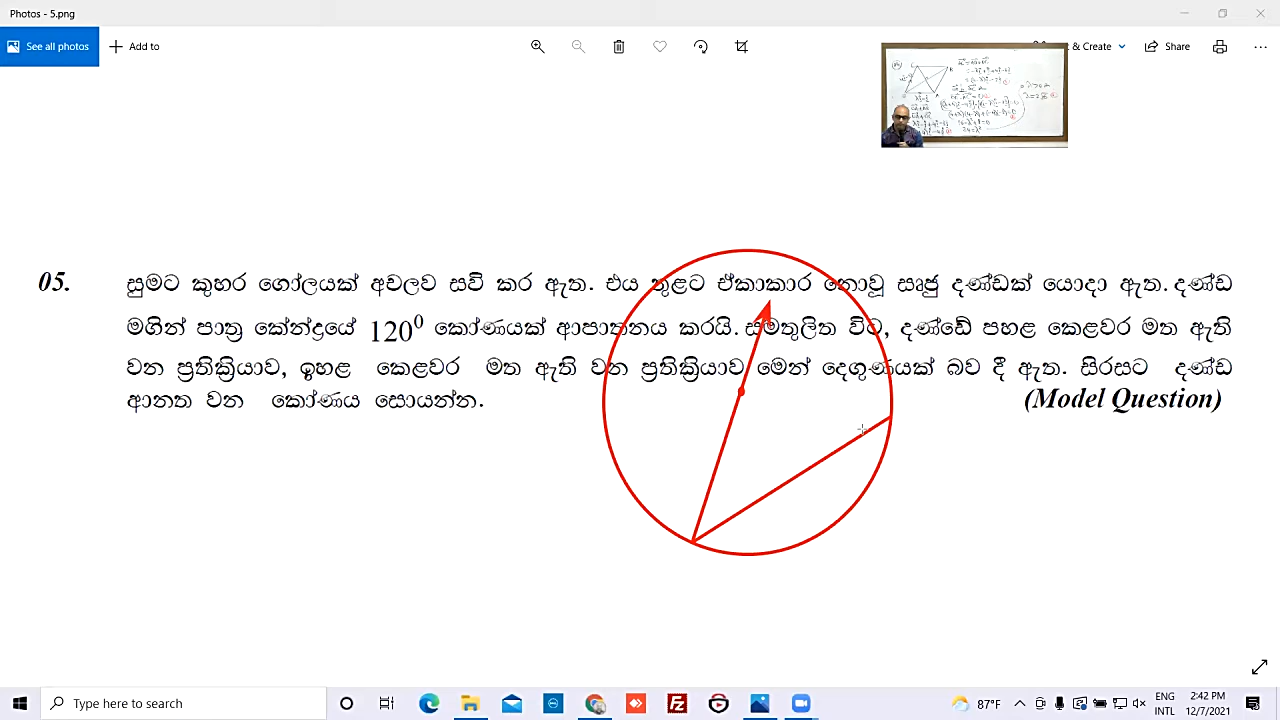 Photos - 5.png
See all photos
Add to
& Create
Share
05. සුමට කුහර ගෝලයක් අචලව සවි කර ඇත. එය තුළට ඒකාකාර නොවූ සෘජු දණ්ඩක් යොදා ඇත. දණ්ඩ
මගින් පාත්‍ර කේන්ද්‍රයේ 120⁰ කෝණයක් ආපාතනය කරයි. සමතුලිත විට, දණ්ඩේ පහළ කෙළවර මත ඇති
වන ප්‍රතික්‍රියාව, ඉහළ කෙළවර මත ඇති වන ප්‍රතික්‍රියාව මෙන් දෙගුණයක් බව දී ඇත. සිරසට දණ්ඩ
ආනත වන කෝණය සොයන්න. (Model Question)
Type here to search
87°F
ENG
INTL
2:42 PM
12/7/2021